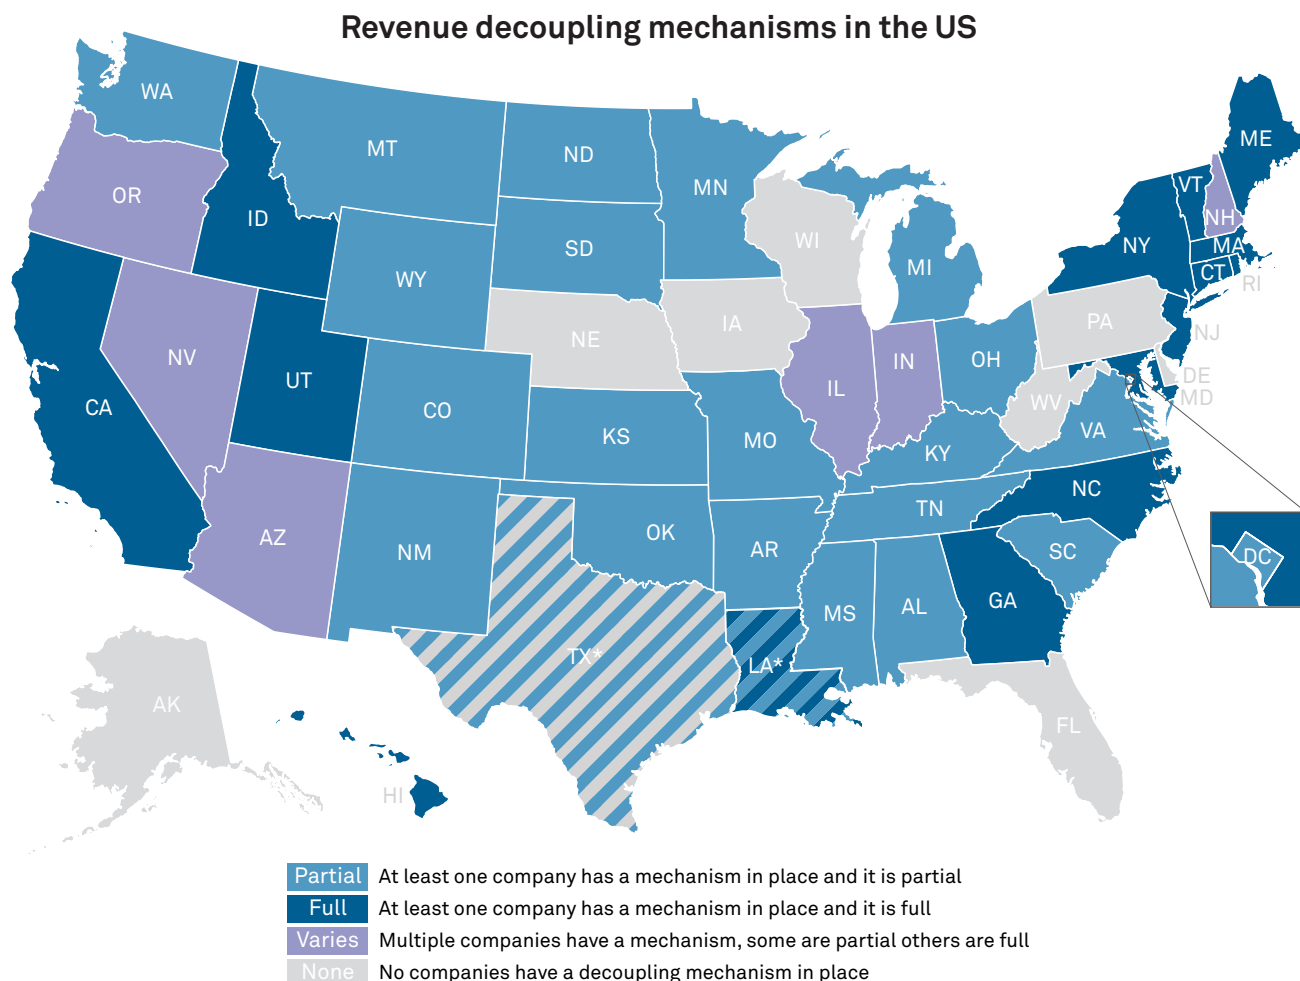 Revenue decoupling mechanisms in the US
WA
MT
ND
MN
ME
VT
NH
OR
ID
SD
WI
MI
NY
MA
CT
RI
WY
NE
IA
PA
NJ
NV
UT
CO
IL
IN
OH
DE
MD
CA
KS
MO
WV
VA
KY
NC
AZ
NM
OK
AR
TN
SC
DC
MS
AL
GA
TX*
LA*
AK
FL
HI
Partial At least one company has a mechanism in place and it is partial
Full At least one company has a mechanism in place and it is full
Varies Multiple companies have a mechanism, some are partial others are full
None No companies have a decoupling mechanism in place